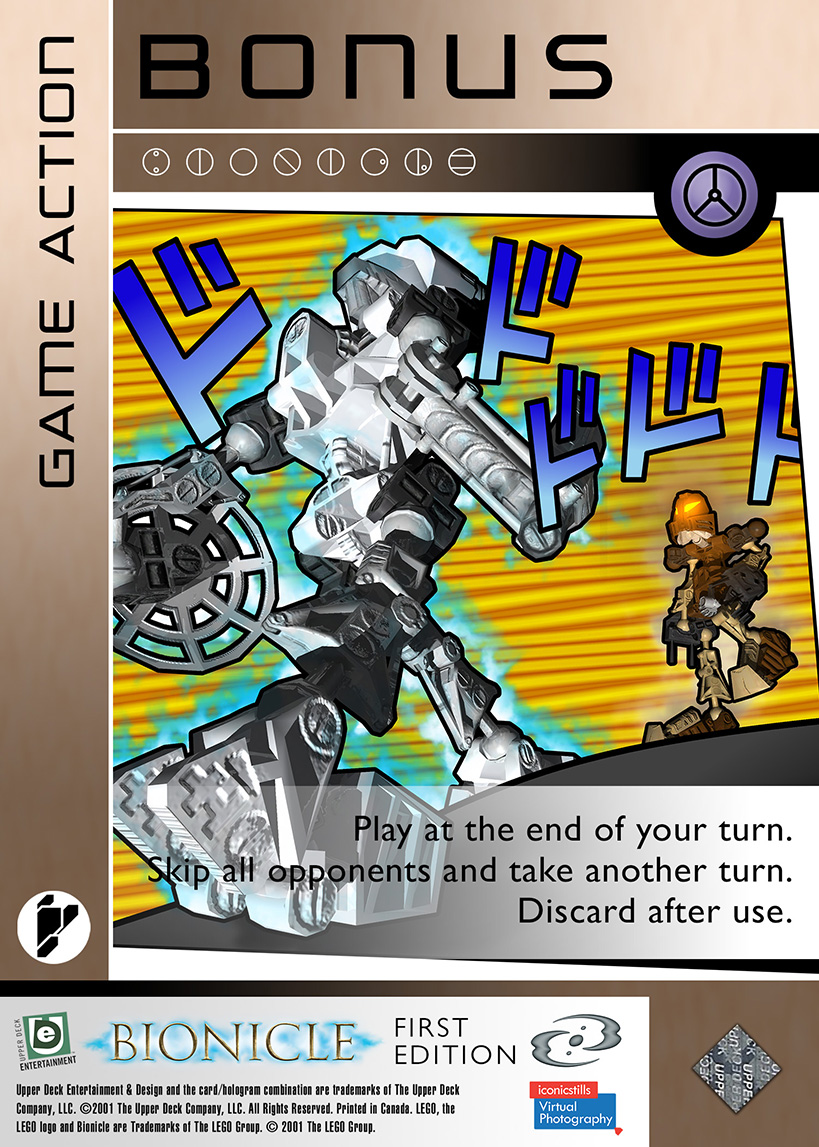 BONUS
GAME ACTION
ド ド ド ド ド
Play at the end of your turn.
Skip all opponents and take another turn.
Discard after use.
UPPER DECK
e
ENTERTAINMENT
BIONICLE
FIRST
EDITION
iconicstills
Virtual
Photography
Upper Deck Entertainment & Design and the card/hologram combination are trademarks of The Upper Deck
Company, LLC. ©2001 The Upper Deck Company, LLC. All Rights Reserved. Printed in Canada. LEGO, the
LEGO logo and Bionicle are Trademarks of The LEGO Group. © 2001 The LEGO Group.